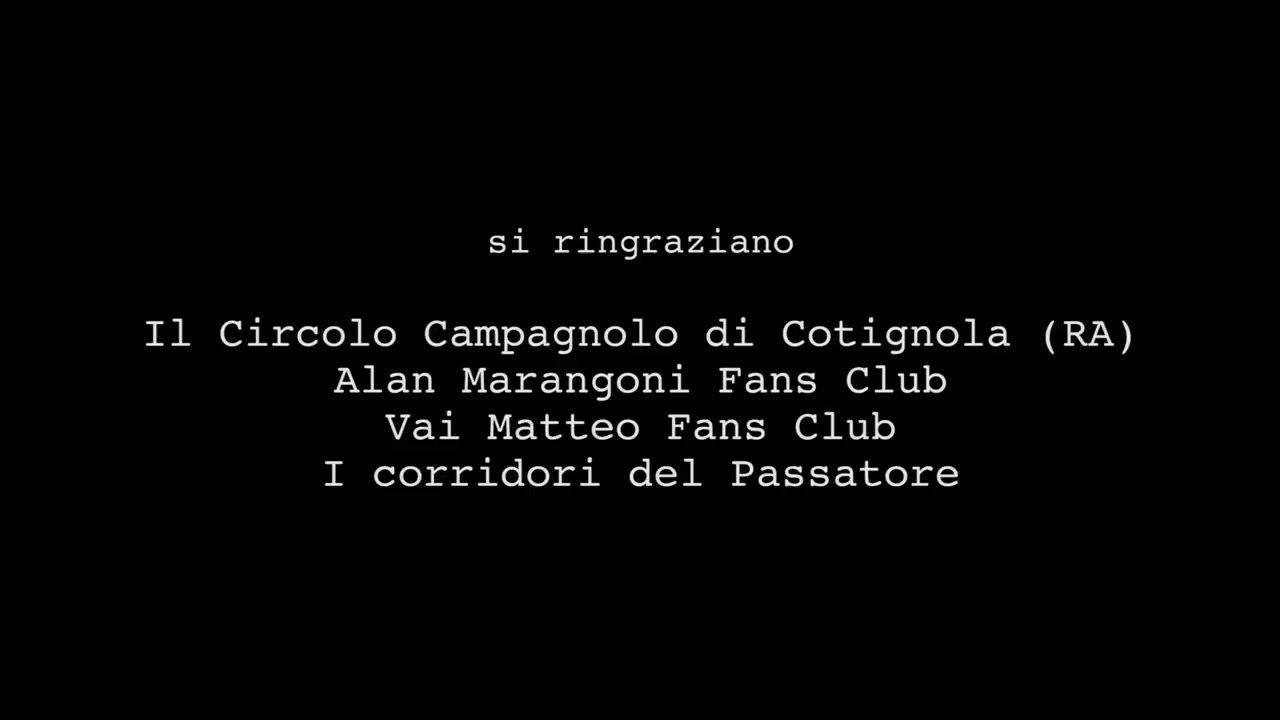 si ringraziano
Il Circolo Campagnolo di Cotignola (RA)
Alan Marangoni Fans Club
Vai Matteo Fans Club
I corridori del Passatore